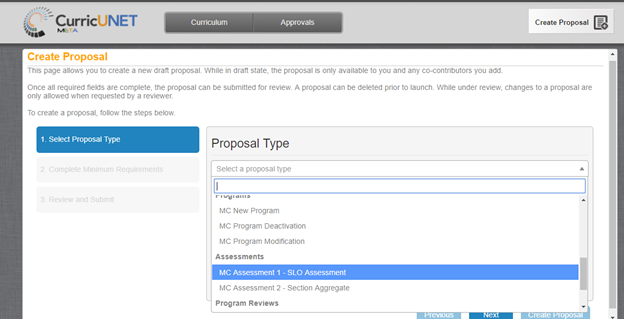 CurricUNET
META
Curriculum
Approvals
Create Proposal
Create Proposal
This page allows you to create a new draft proposal. While in draft state, the proposal is only available to you and any co-contributors you add.
Once all required fields are complete, the proposal can be submitted for review. A proposal can be deleted prior to launch. While under review, changes to a proposal are
only allowed when requested by a reviewer.
To create a proposal, follow the steps below.
1. Select Proposal Type
2. Complete Minimum Requirements
3. Review and Submit
Proposal Type
Select a proposal type
Programs
MC New Program
MC Program Deactivation
MC Program Modification
Assessments
MC Assessment 1 - SLO Assessment
MC Assessment 2 - Section Aggregate
Program Reviews
Previous
Next
Create Proposal